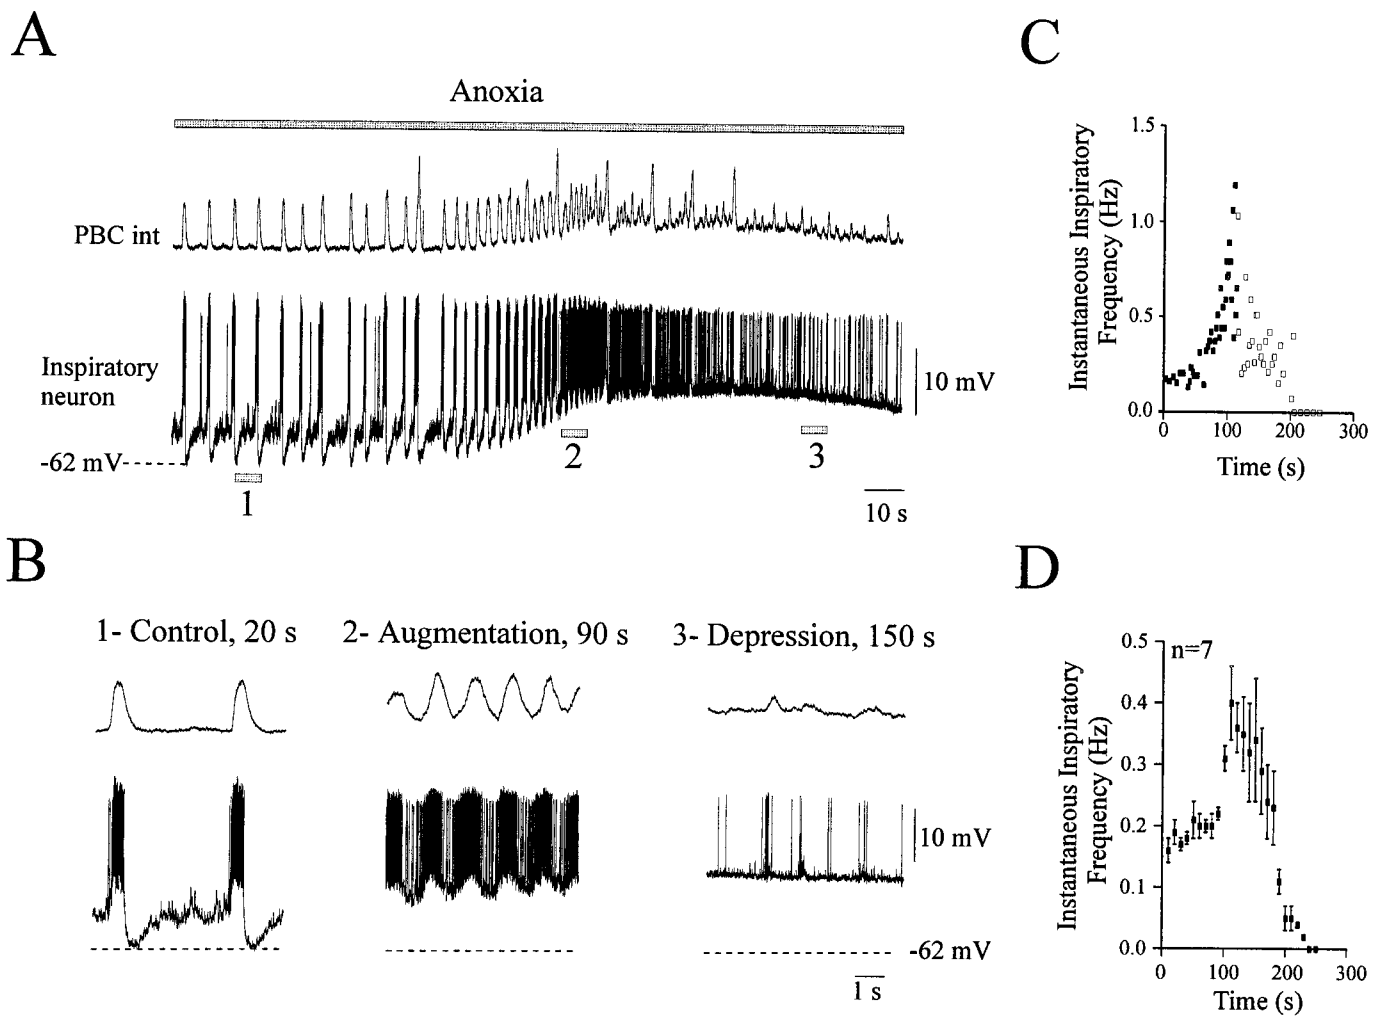 A
Anoxia
PBC int
Inspiratory
neuron
10 mV
-62 mV
1
2
3
10 s
B
1- Control, 20 s
2- Augmentation, 90 s
3- Depression, 150 s
10 mV
-62 mV
1 s
C
Instantaneous Inspiratory
Frequency (Hz)
1.5
1.0
0.5
0.0
0 100 200 300
Time (s)
D
n=7
Instantaneous Inspiratory
Frequency (Hz)
0.5
0.4
0.3
0.2
0.1
0.0
0 100 200 300
Time (s)